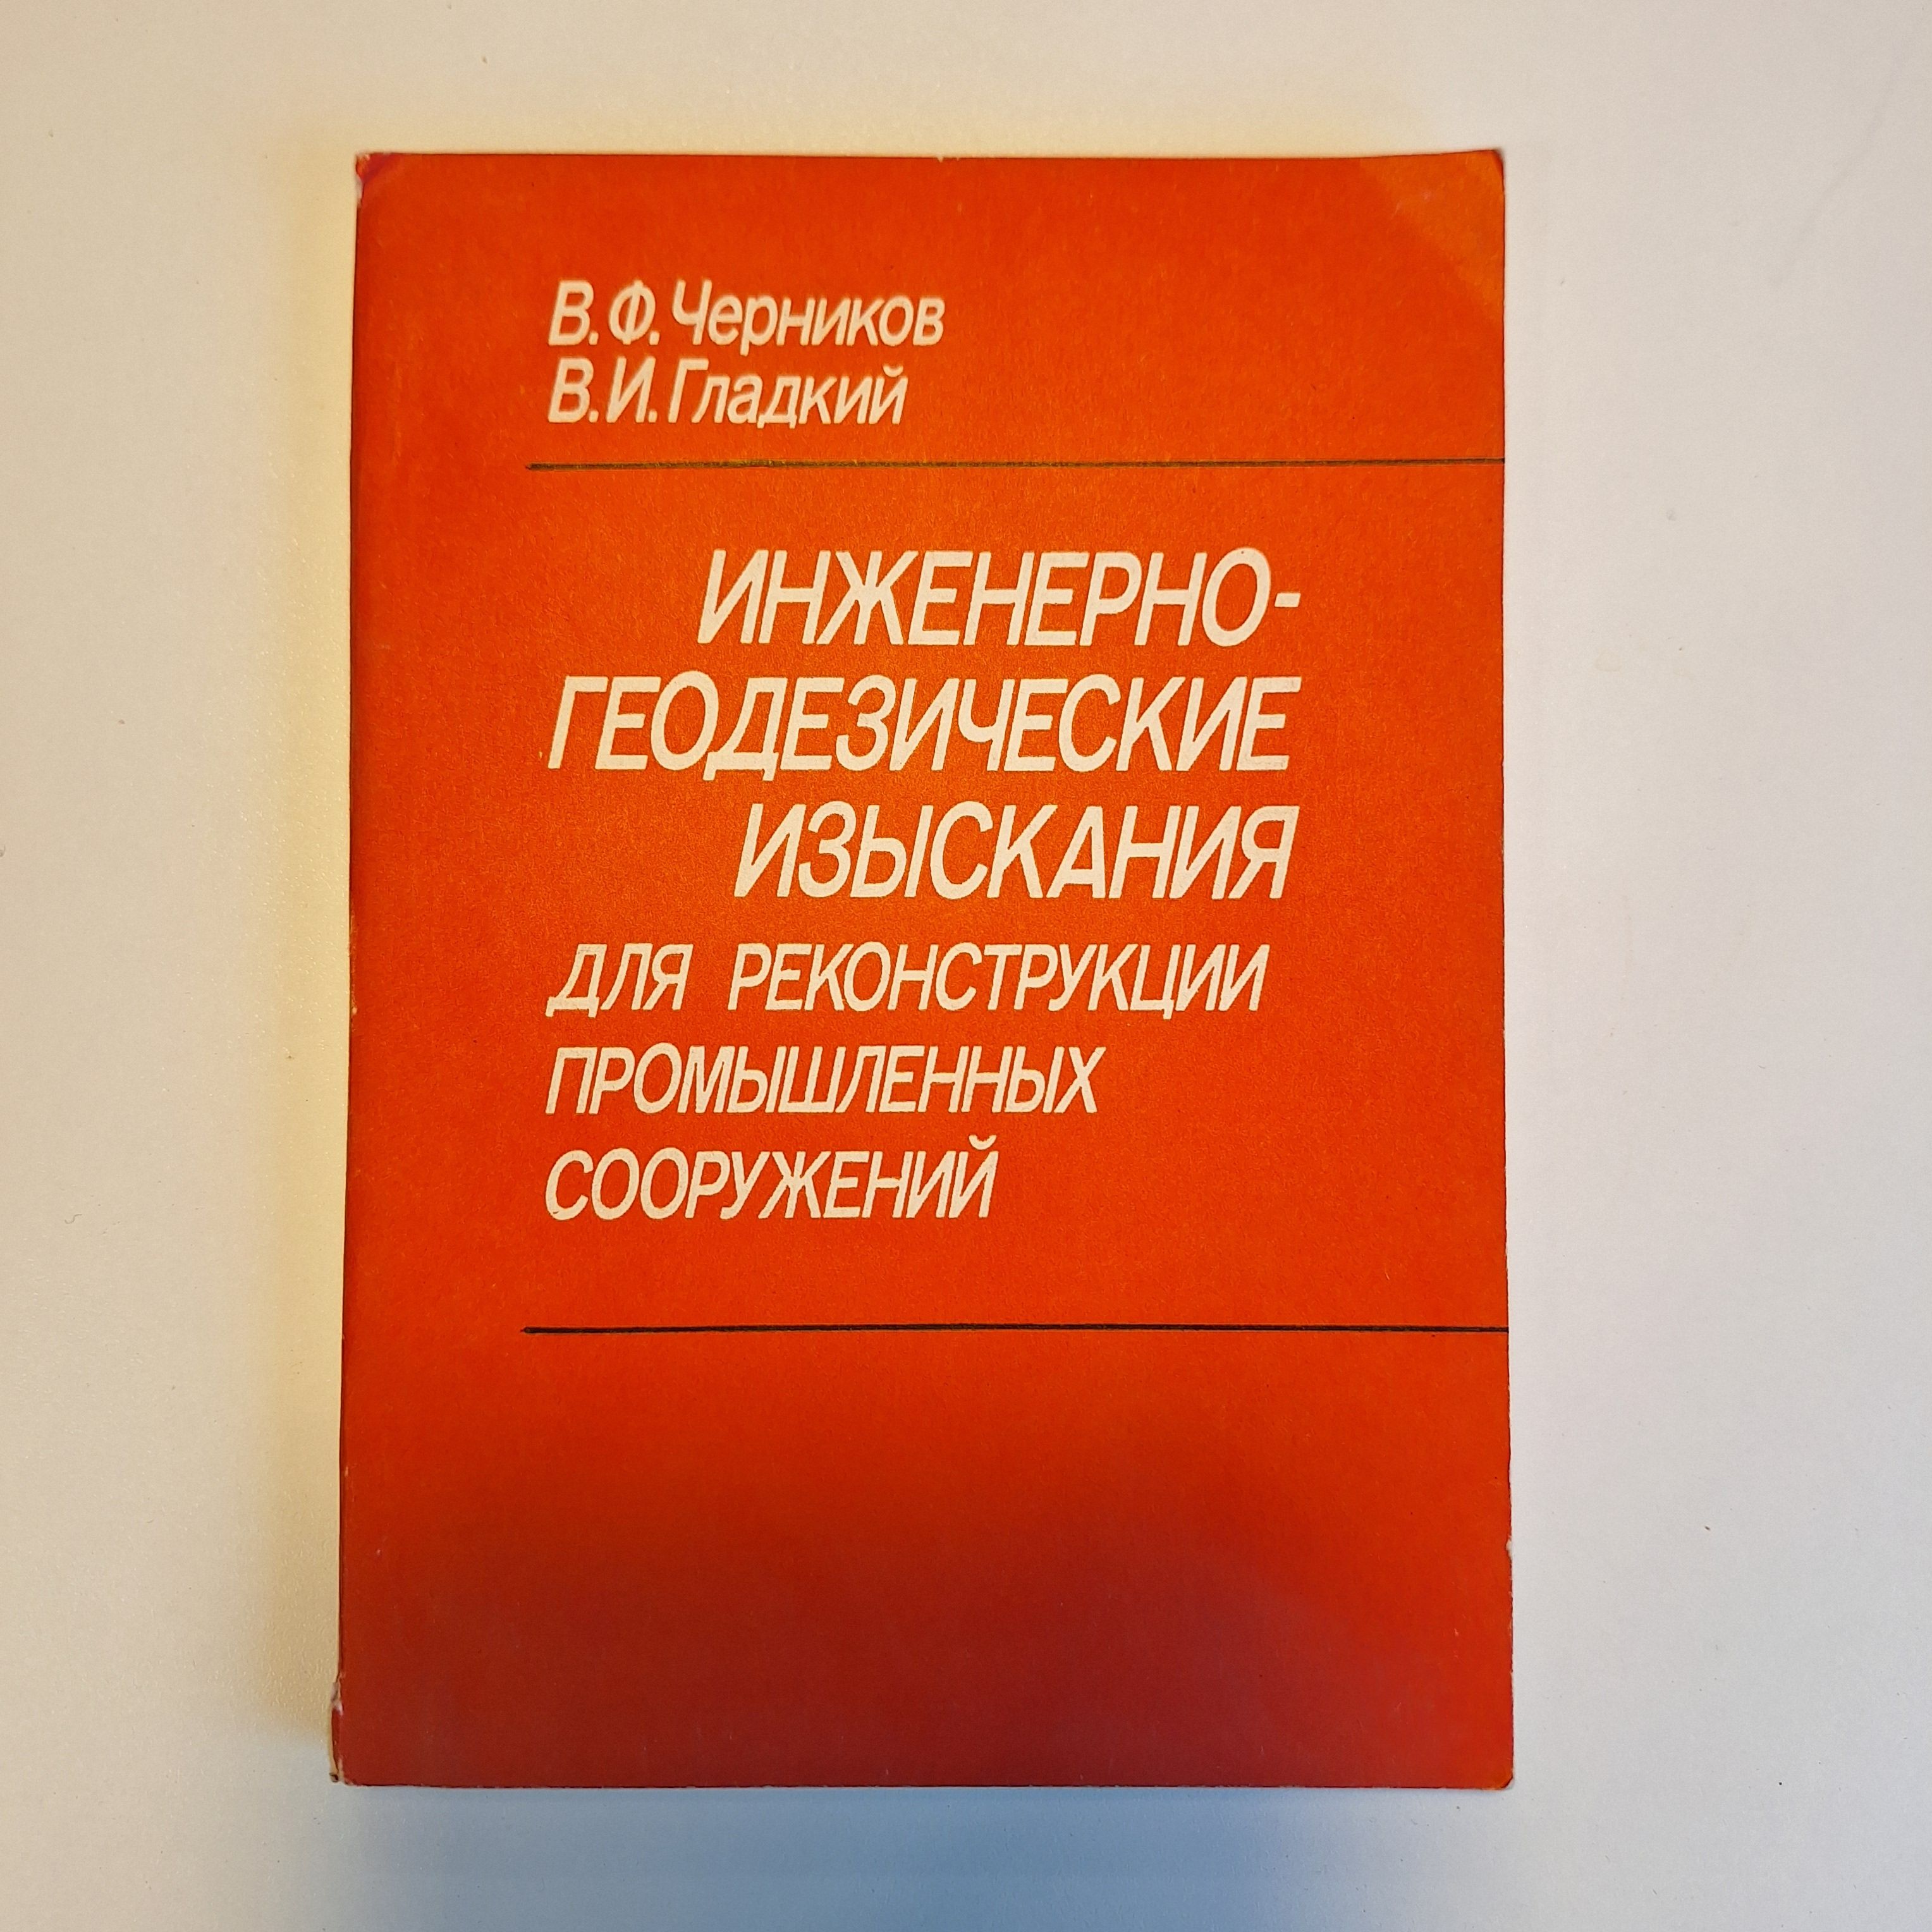 В. Ф. Черников
В. И. Гладкий
ИНЖЕНЕРНО-
ГЕОДЕЗИЧЕСКИЕ
ИЗЫСКАНИЯ
ДЛЯ РЕКОНСТРУКЦИИ
ПРОМЫШЛЕННЫХ
СООРУЖЕНИЙ